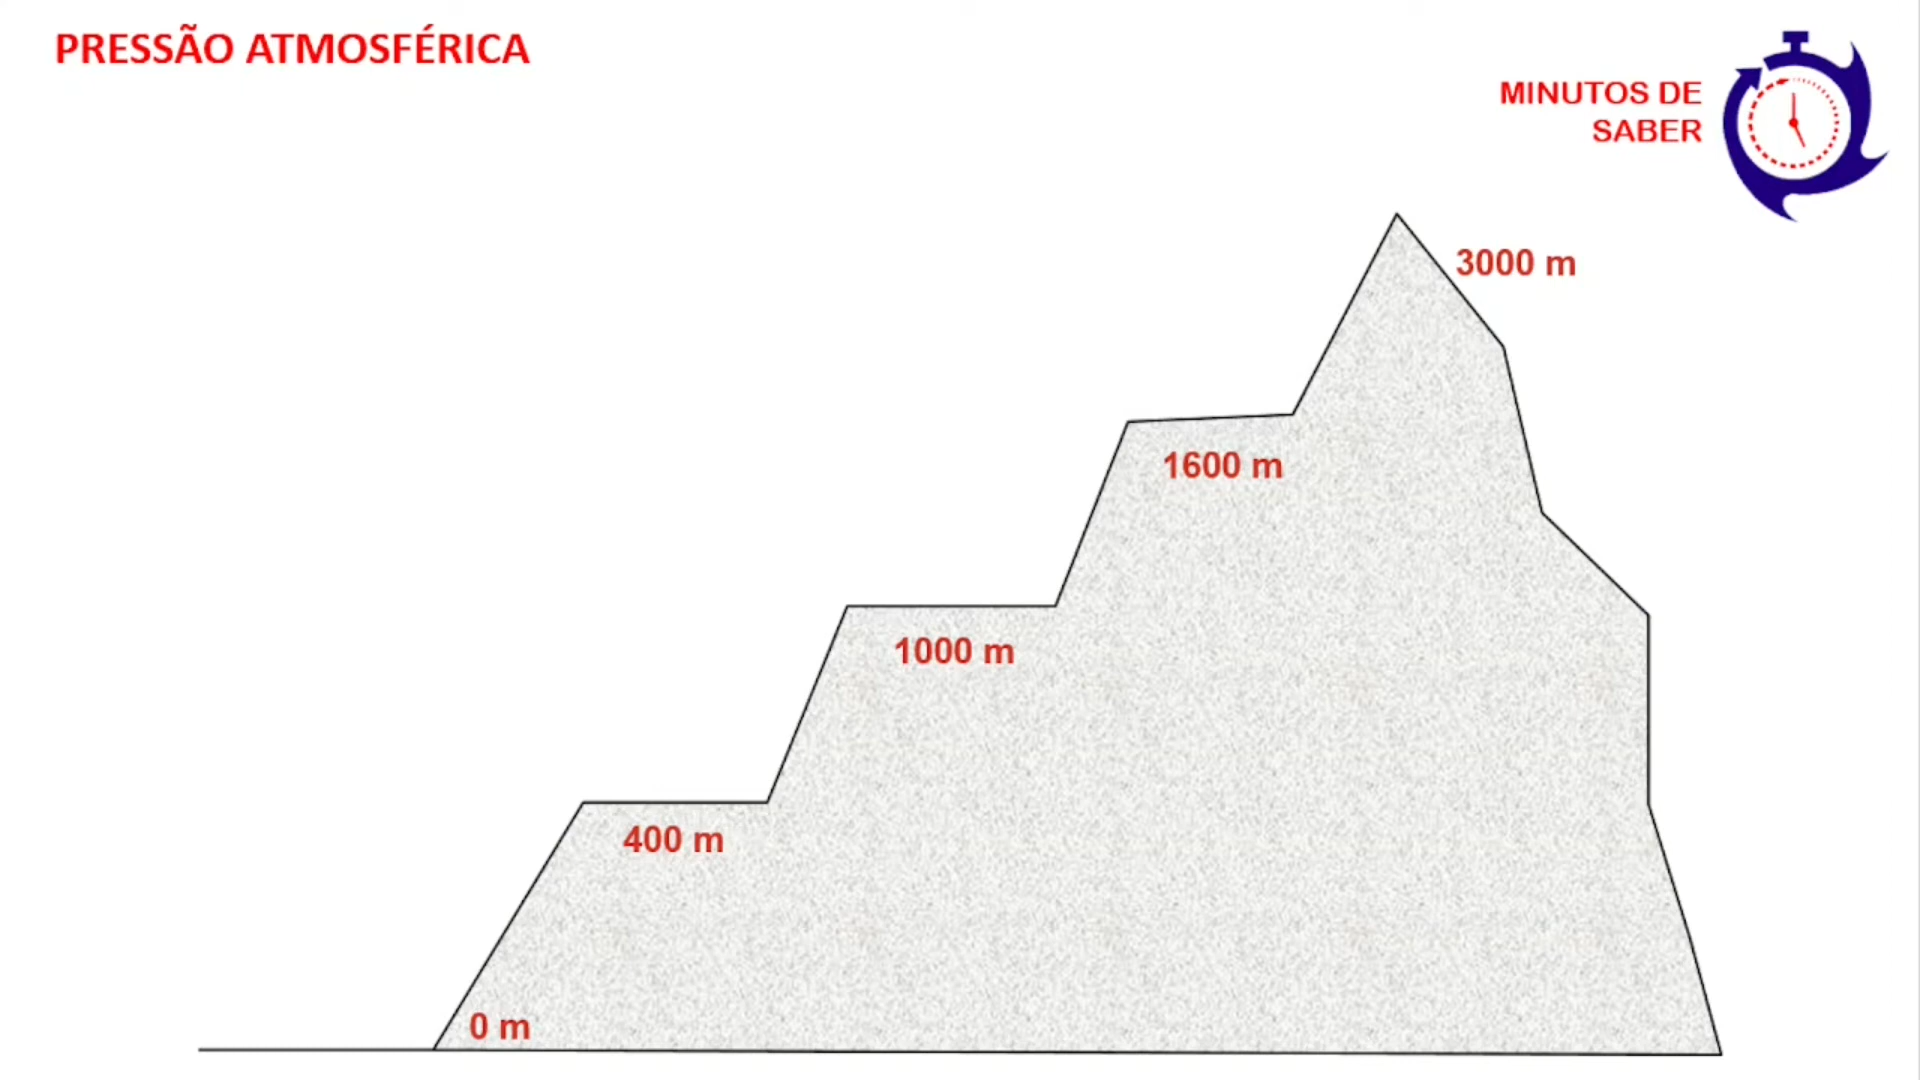 PRESSÃO ATMOSFÉRICA
MINUTOS DE
SABER
3000 m
1600 m
1000 m
400 m
0 m